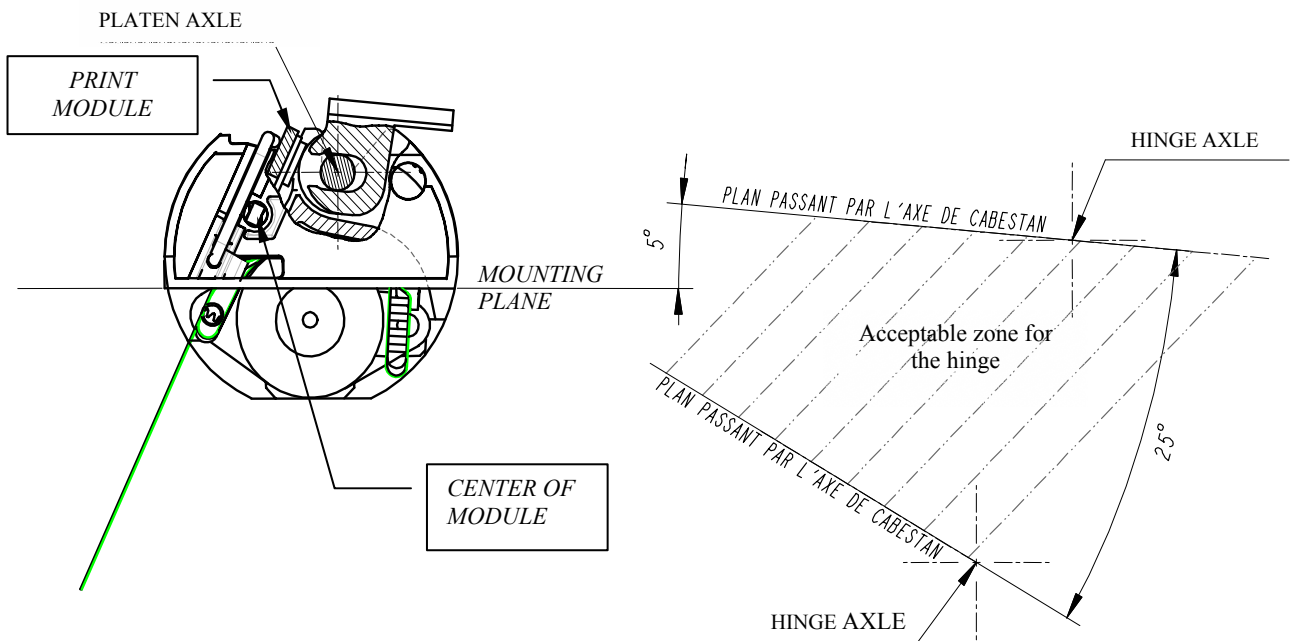 PLATEN AXLE
PRINT
MODULE
HINGE AXLE
PLAN PASSANT PAR L'AXE DE CABESTAN
5°
MOUNTING
PLANE
Acceptable zone for
the hinge
PLAN PASSANT PAR L'AXE DE CABESTAN
25°
CENTER OF
MODULE
HINGE AXLE